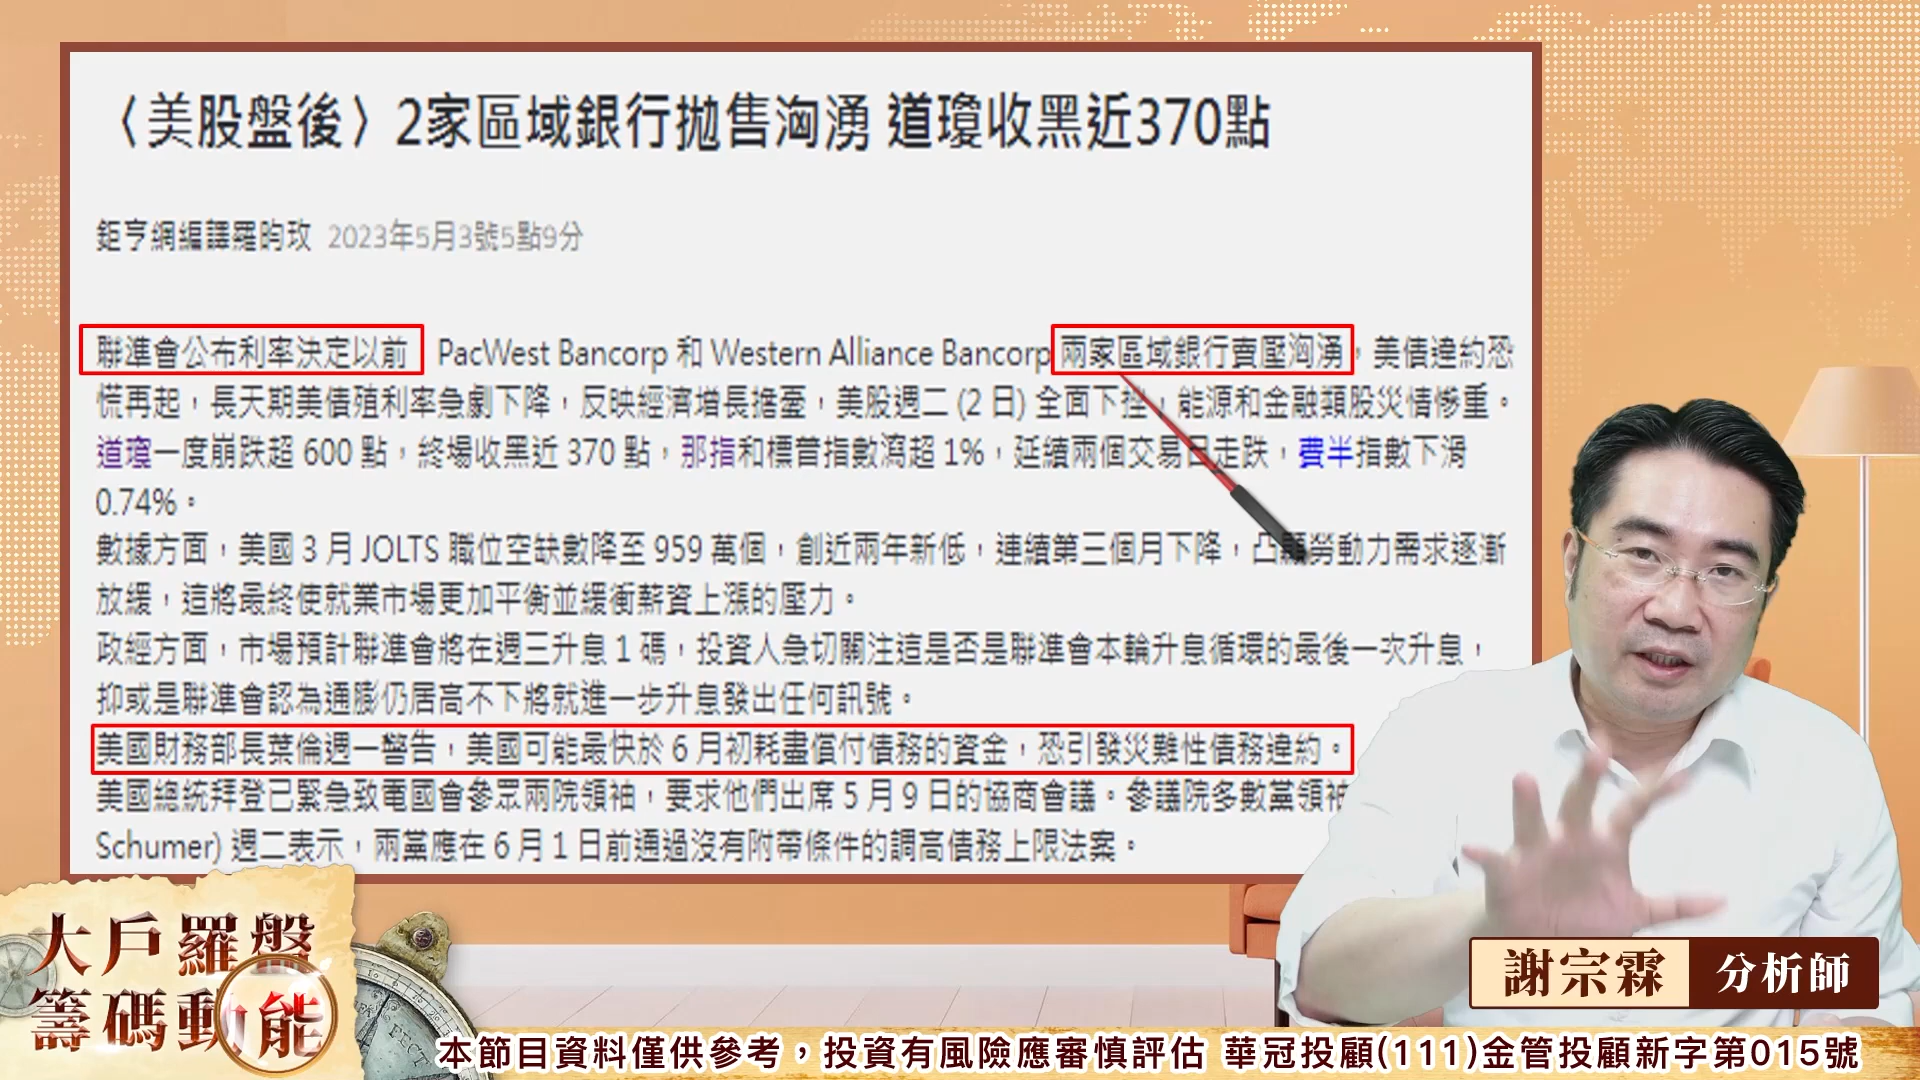 〈美股盤後〉2家區域銀行拋售洶湧 道瓊收黑近370點
鉅亨網編譯羅昀玫 2023年5月3號5點9分
聯準會公布利率決定以前 PacWest Bancorp 和 Western Alliance Bancorp 兩家區域銀行賣壓洶湧，美債違約恐
慌再起，長天期美債殖利率急劇下降，反映經濟增長擔憂，美股週二 (2 日) 全面下挫，能源和金融類股災情慘重。
道瓊一度崩跌超 600 點，終場收黑近 370 點，那指和標普指數瀉超 1%，延續兩個交易日走跌，費半指數下滑
0.74%。
數據方面，美國 3 月 JOLTS 職位空缺數降至 959 萬個，創近兩年新低，連續第三個月下降，凸顯勞動力需求逐漸
放緩，這將最終使就業市場更加平衡並緩衝薪資上漲的壓力。
政經方面，市場預計聯準會將在週三升息 1 碼，投資人急切關注這是否是聯準會本輪升息循環的最後一次升息，
抑或是聯準會認為通膨仍居高不下將就進一步升息發出任何訊號。
美國財務部長葉倫週一警告，美國可能最快於 6 月初耗盡償付債務的資金，恐引發災難性債務違約。
美國總統拜登已緊急致電國會參眾兩院領袖，要求他們出席 5 月 9 日的協商會議。參議院多數黨領袖
Schumer) 週二表示，兩黨應在 6 月 1 日前通過沒有附帶條件的調高債務上限法案。
大戶羅盤
籌碼動能
謝宗霖 分析師
本節目資料僅供參考，投資有風險應審慎評估 華冠投顧(111)金管投顧新字第015號